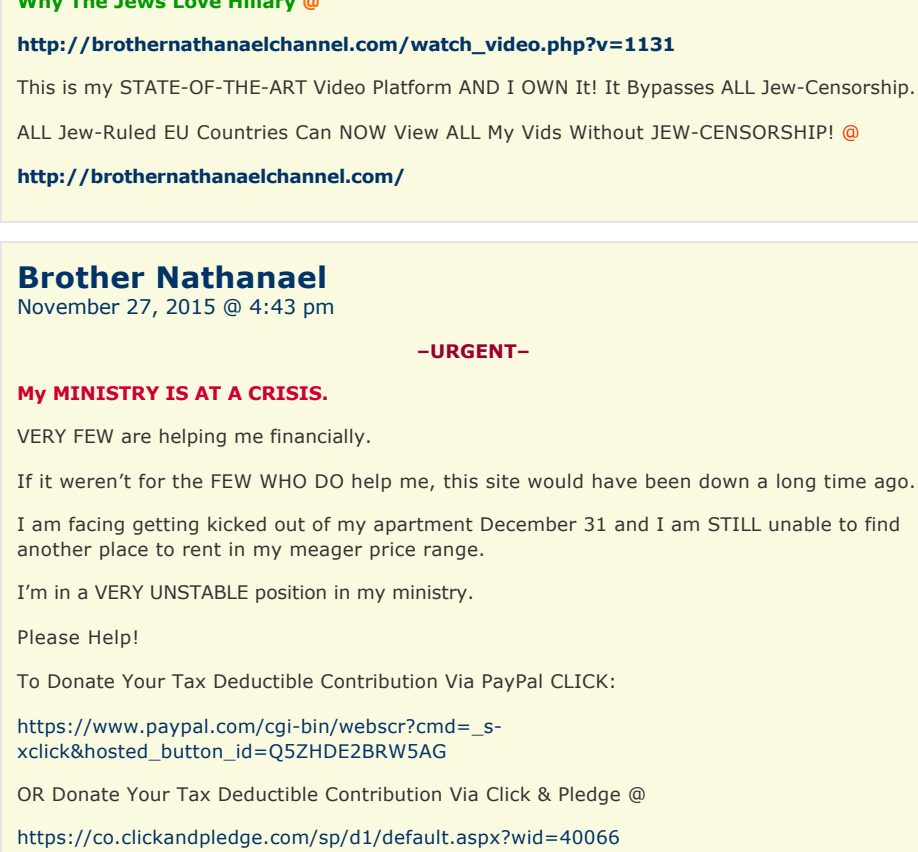 Why The Jews Love Hillary @
http://brothernathanaelchannel.com/watch_video.php?v=1131
This is my STATE-OF-THE-ART Video Platform AND I OWN It! It Bypasses ALL Jew-Censorship.
ALL Jew-Ruled EU Countries Can NOW View ALL My Vids Without JEW-CENSORSHIP! @
http://brothernathanaelchannel.com/
Brother Nathanael
November 27, 2015 @ 4:43 pm
–URGENT–
My MINISTRY IS AT A CRISIS.
VERY FEW are helping me financially.
If it weren’t for the FEW WHO DO help me, this site would have been down a long time ago.
I am facing getting kicked out of my apartment December 31 and I am STILL unable to find
another place to rent in my meager price range.
I’m in a VERY UNSTABLE position in my ministry.
Please Help!
To Donate Your Tax Deductible Contribution Via PayPal CLICK:
https://www.paypal.com/cgi-bin/webscr?cmd=_s-
xclick&hosted_button_id=Q5ZHDE2BRW5AG
OR Donate Your Tax Deductible Contribution Via Click & Pledge @
https://co.clickandpledge.com/sp/d1/default.aspx?wid=40066